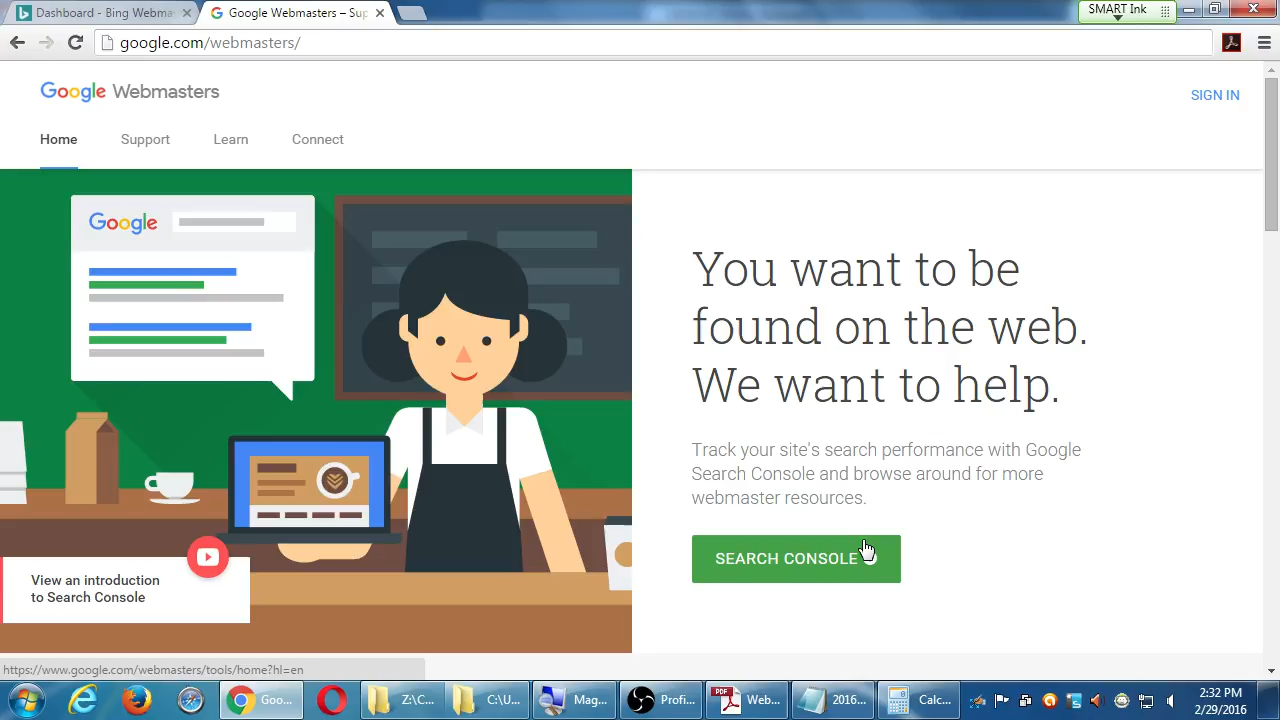 Dashboard - Bing Webma
Google Webmasters – Sup
SMART Ink
google.com/webmasters/
Google Webmasters
SIGN IN
Home
Support
Learn
Connect
Google
You want to be
found on the web.
We want to help.
Track your site's search performance with Google
Search Console and browse around for more
webmaster resources.
SEARCH CONSOLE
View an introduction
to Search Console
https://www.google.com/webmasters/tools/home?hl=en
Goo...
Z:\C...
C:\U...
Mag...
Profi...
PDF
Web...
2016...
Calc...
2:32 PM
2/29/2016